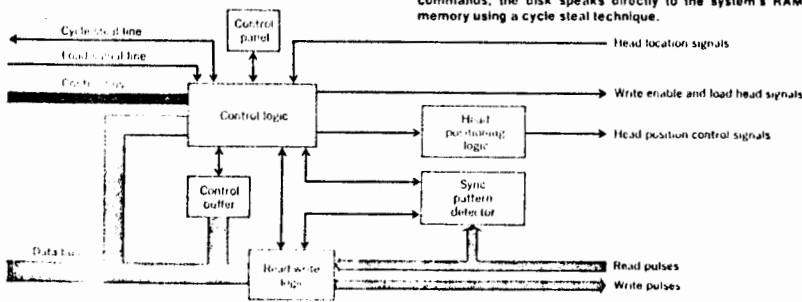 commands, the disk speaks directly to the system's RAM
memory using a cycle steal technique.
Control
panel
Cycle steal line
Head location signals
Load signal line
Control
Write enable and load head signals
Control logic
Head
positioning
logic
Head position control signals
Control
buffer
Sync
pattern
detector
Data
Read write
logic
Read pulses
Write pulses